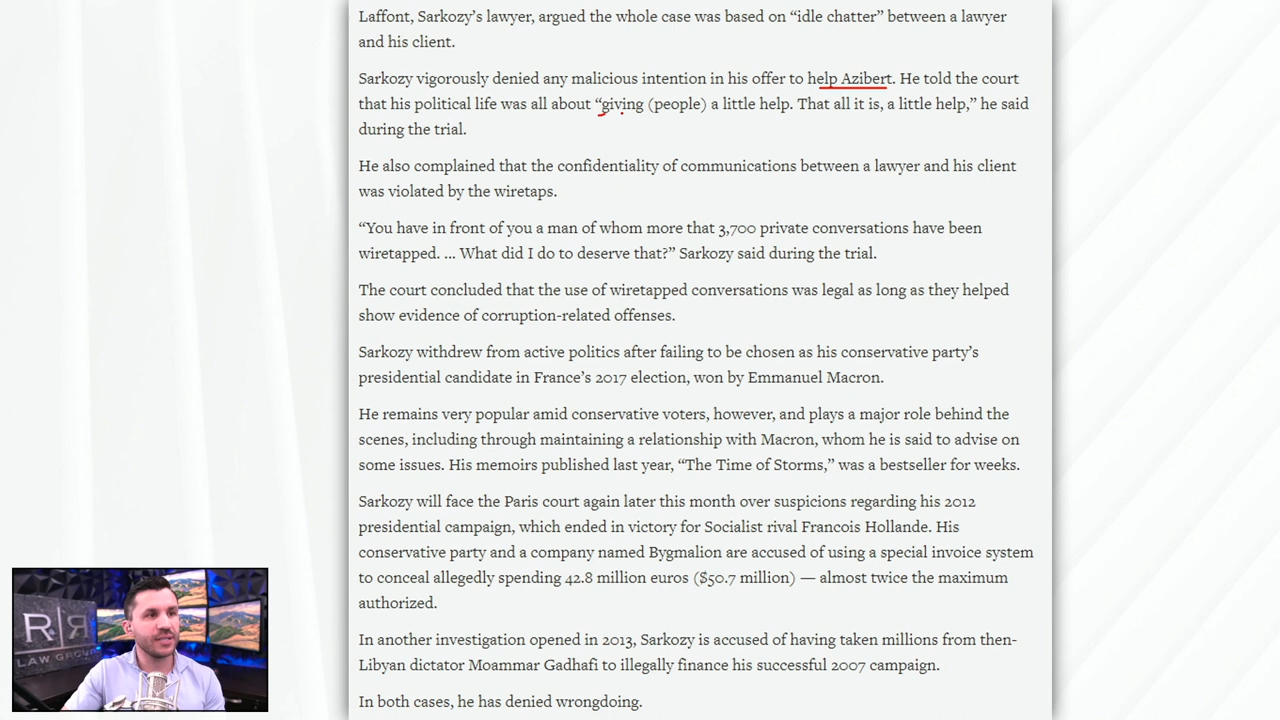 Laffont, Sarkozy’s lawyer, argued the whole case was based on “idle chatter” between a lawyer
and his client.
Sarkozy vigorously denied any malicious intention in his offer to help Azibert. He told the court
that his political life was all about “giving (people) a little help. That all it is, a little help,” he said
during the trial.
He also complained that the confidentiality of communications between a lawyer and his client
was violated by the wiretaps.
“You have in front of you a man of whom more that 3,700 private conversations have been
wiretapped. ... What did I do to deserve that?” Sarkozy said during the trial.
The court concluded that the use of wiretapped conversations was legal as long as they helped
show evidence of corruption-related offenses.
Sarkozy withdrew from active politics after failing to be chosen as his conservative party’s
presidential candidate in France’s 2017 election, won by Emmanuel Macron.
He remains very popular amid conservative voters, however, and plays a major role behind the
scenes, including through maintaining a relationship with Macron, whom he is said to advise on
some issues. His memoirs published last year, “The Time of Storms,” was a bestseller for weeks.
Sarkozy will face the Paris court again later this month over suspicions regarding his 2012
presidential campaign, which ended in victory for Socialist rival Francois Hollande. His
conservative party and a company named Bygmalion are accused of using a special invoice system
to conceal allegedly spending 42.8 million euros ($50.7 million) — almost twice the maximum
authorized.
In another investigation opened in 2013, Sarkozy is accused of having taken millions from then-
Libyan dictator Moammar Gadhafi to illegally finance his successful 2007 campaign.
In both cases, he has denied wrongdoing.
R|R
LAW GROUP